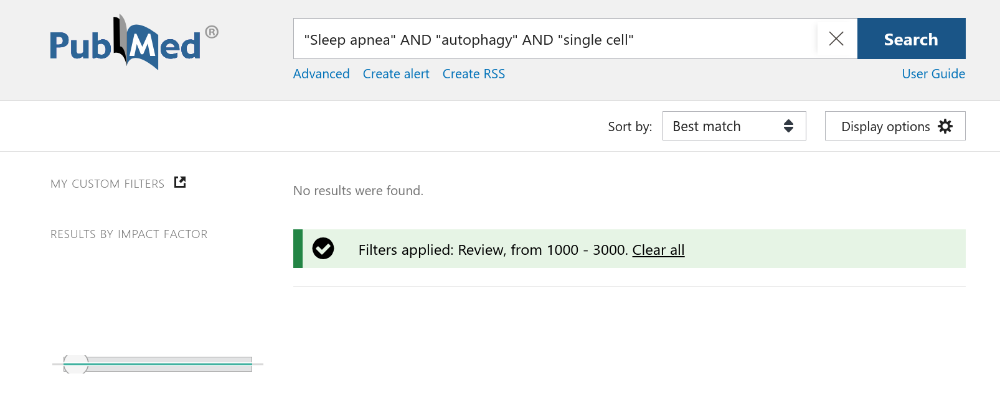 PubMed®
"Sleep apnea" AND "autophagy" AND "single cell"
Search
Advanced Create alert Create RSS User Guide
Sort by: Best match Display options
MY CUSTOM FILTERS
No results were found.
RESULTS BY IMPACT FACTOR
Filters applied: Review, from 1000 - 3000. Clear all